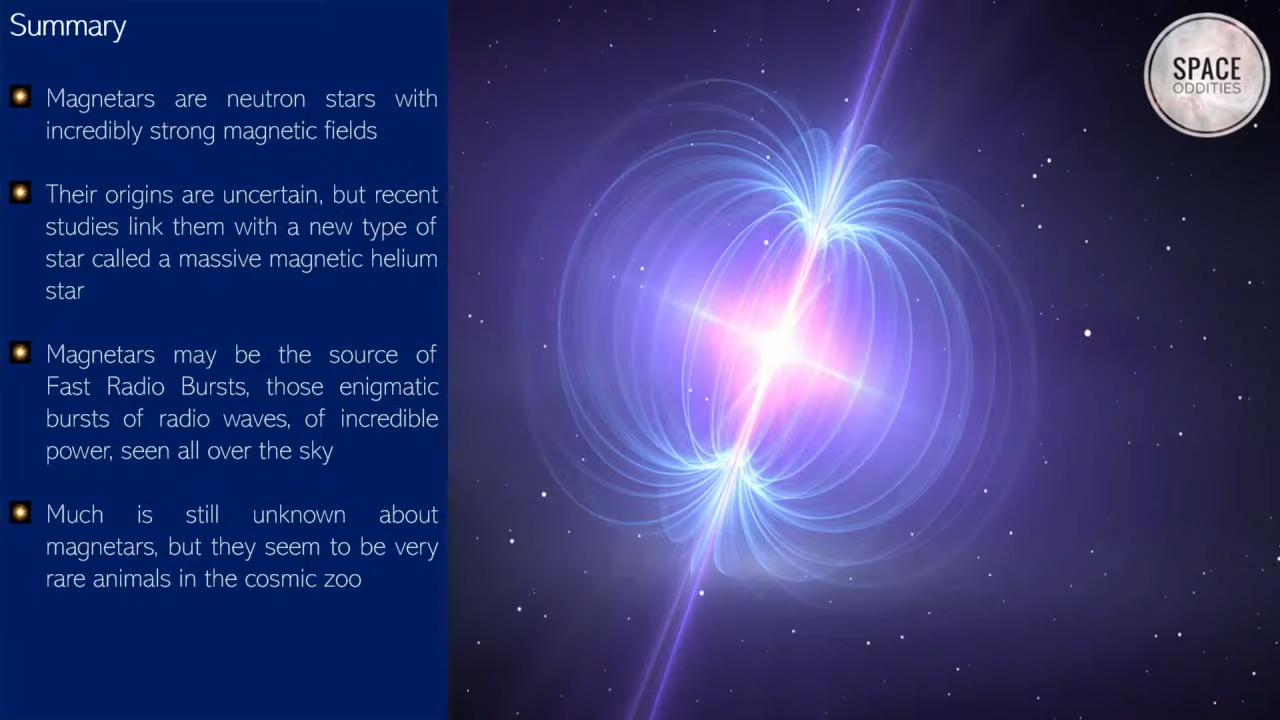 Summary
Magnetars are neutron stars with
incredibly strong magnetic fields
Their origins are uncertain, but recent
studies link them with a new type of
star called a massive magnetic helium
star
Magnetars may be the source of
Fast Radio Bursts, those enigmatic
bursts of radio waves, of incredible
power, seen all over the sky
Much is still unknown about
magnetars, but they seem to be very
rare animals in the cosmic zoo
SPACE
ODDITIES